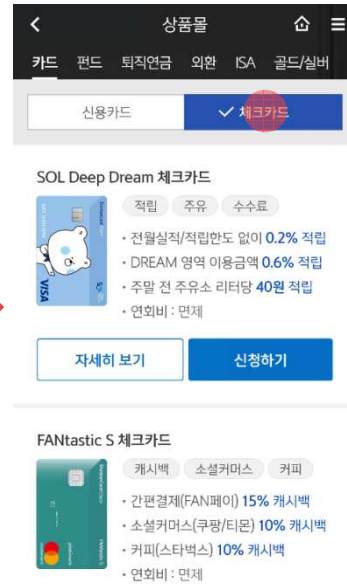 상품몰
카드 펀드 퇴직연금 외환 ISA 골드/실버
신용카드 체크카드
SOL Deep Dream 체크카드
적립 주유 수수료
· 전월실적/적립한도 없이 0.2% 적립
· DREAM 영역 이용금액 0.6% 적립
· 주말 전 주유소 리터당 40원 적립
· 연회비 : 면제
VISA
자세히 보기 신청하기
FANtastic S 체크카드
캐시백 소셜커머스 커피
· 간편결제(FAN페이) 15% 캐시백
· 소셜커머스(쿠팡/티몬) 10% 캐시백
· 커피(스타벅스) 10% 캐시백
· 연회비 : 면제